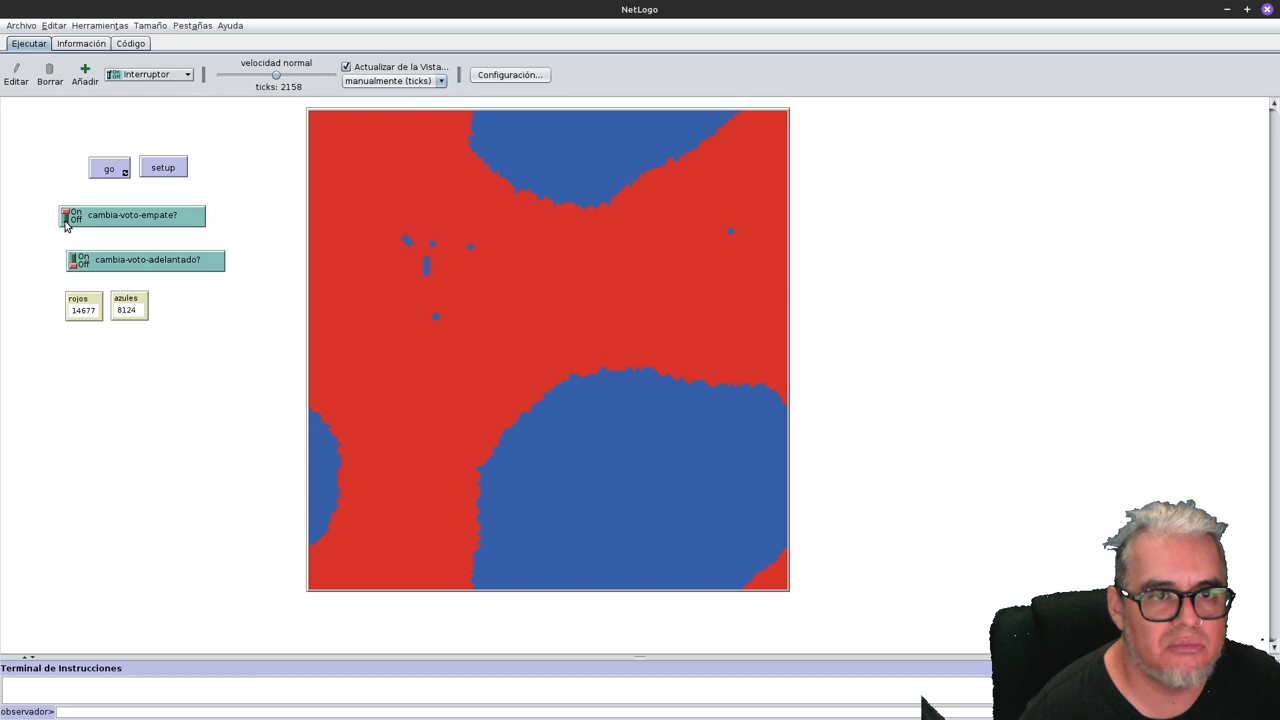 NetLogo
Archivo Editar Herramientas Tamaño Pestañas Ayuda
Ejecutar Información Código
Editar Borrar Añadir Interruptor
velocidad normal
ticks: 2158
Actualizar de la Vista...
manualmente (ticks)
Configuración...
go setup
On
Off
cambia-voto-empate?
On
Off
cambia-voto-adelantado?
rojos
14677
azules
8124
Terminal de Instrucciones
observador>